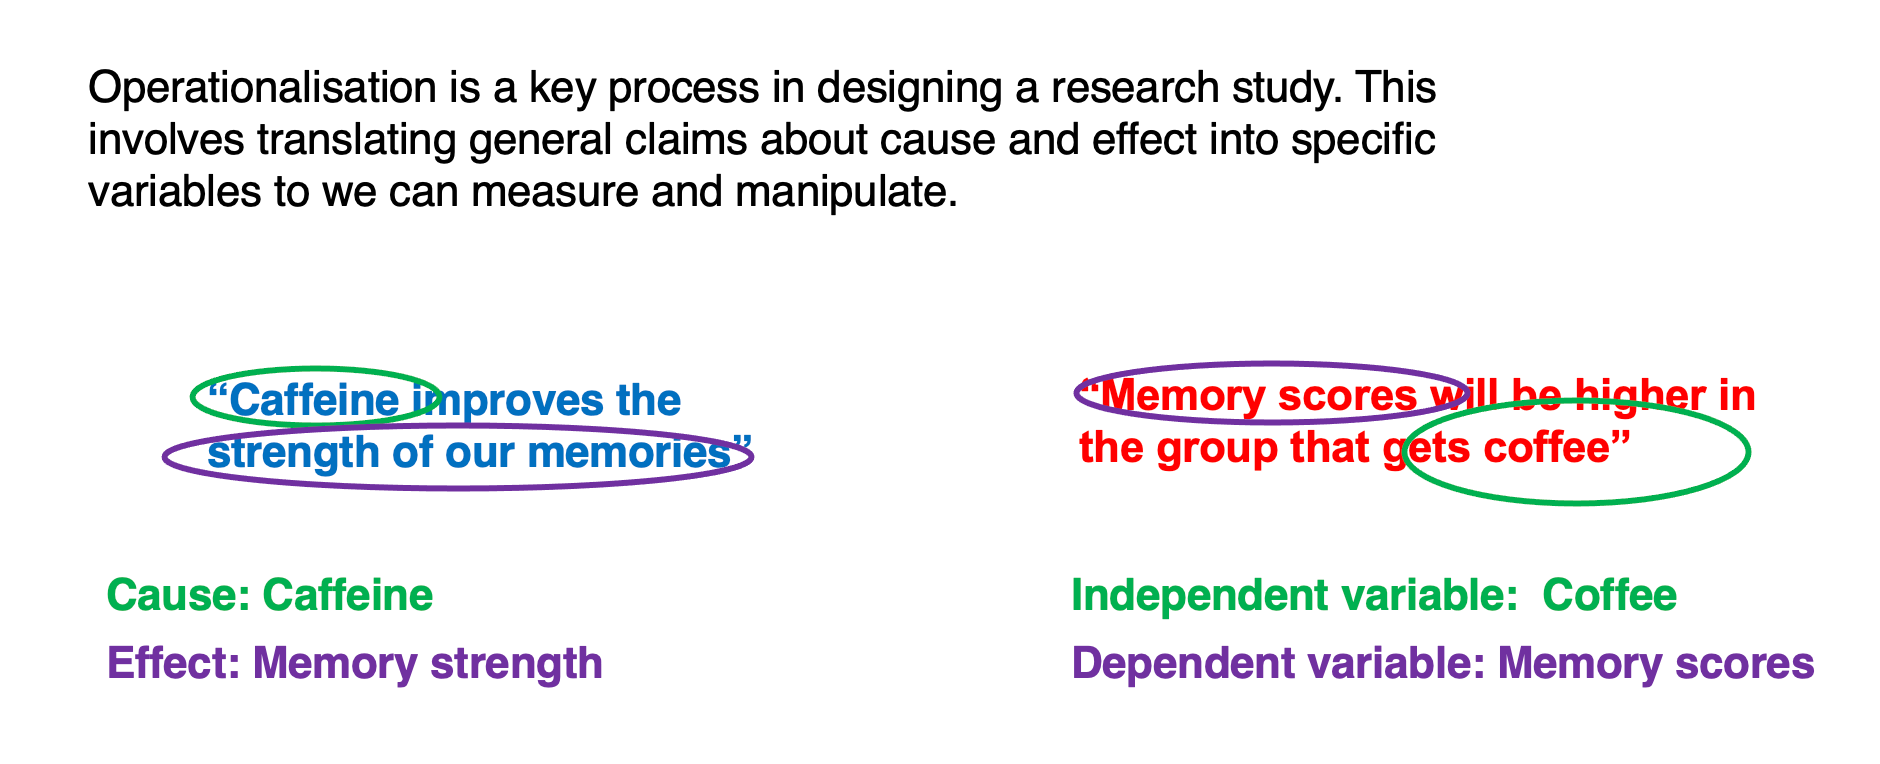 Operationalisation is a key process in designing a research study. This
involves translating general claims about cause and effect into specific
variables to we can measure and manipulate.
“Caffeine improves the
strength of our memories”
“Memory scores will be higher in
the group that gets coffee”
Cause: Caffeine
Effect: Memory strength
Independent variable:  Coffee
Dependent variable: Memory scores